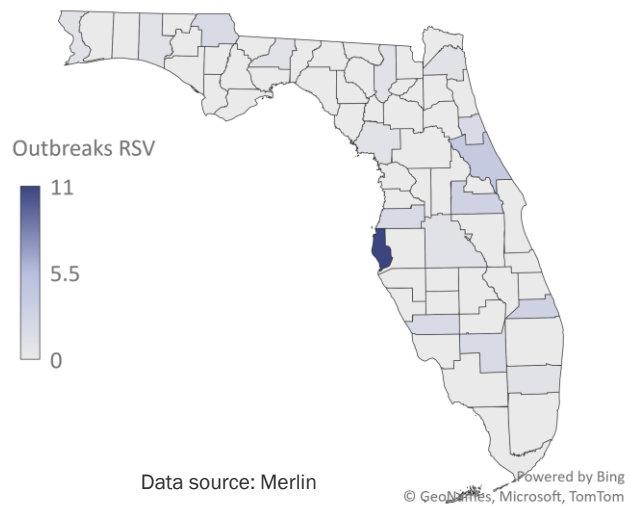 Outbreaks RSV
11
5.5
0
Data source: Merlin
Powered by Bing
© GeoNames, Microsoft, TomTom